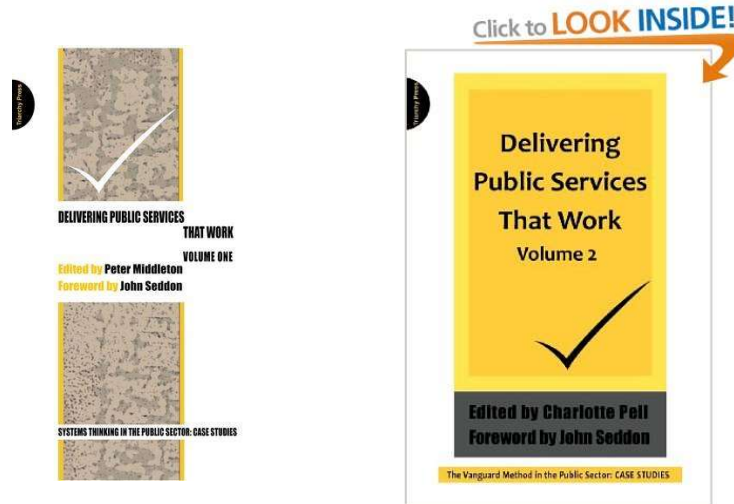 Triarchy Press
DELIVERING PUBLIC SERVICES
THAT WORK
VOLUME ONE
Edited by Peter Middleton
Foreword by John Seddon
SYSTEMS THINKING IN THE PUBLIC SECTOR: CASE STUDIES
Click to LOOK INSIDE!
Triarchy Press
Delivering
Public Services
That Work
Volume 2
Edited by Charlotte Pell
Foreword by John Seddon
The Vanguard Method in the Public Sector: CASE STUDIES